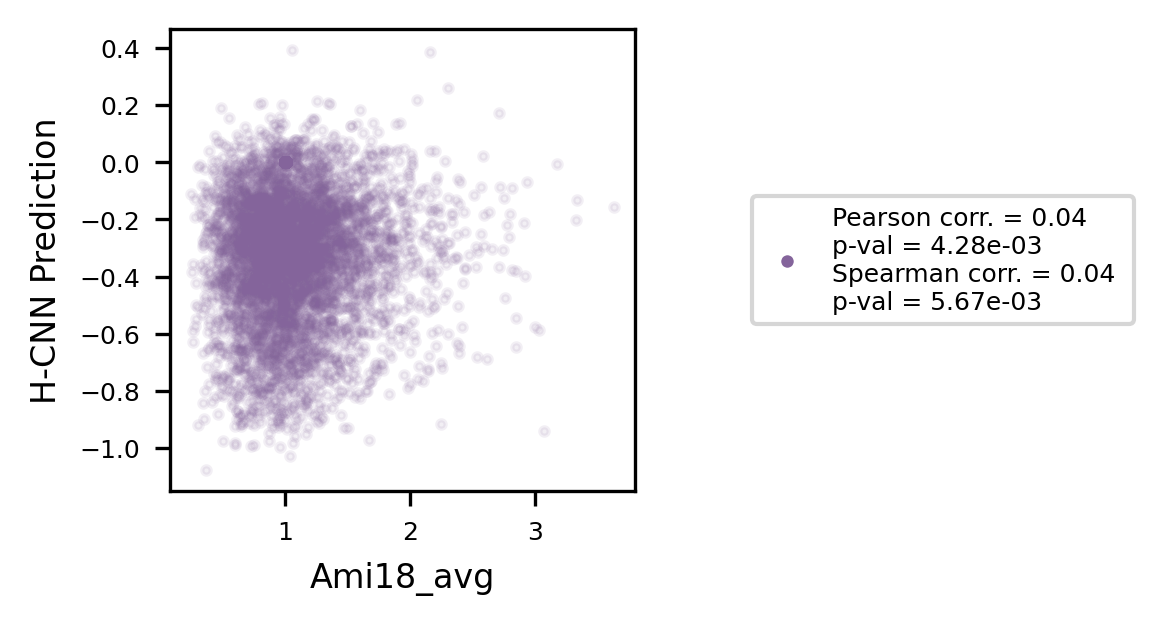 H-CNN Prediction
0.4
0.2
0.0
−0.2
−0.4
−0.6
−0.8
−1.0
1 2 3
Ami18_avg
Pearson corr. = 0.04
p-val = 4.28e-03
Spearman corr. = 0.04
p-val = 5.67e-03